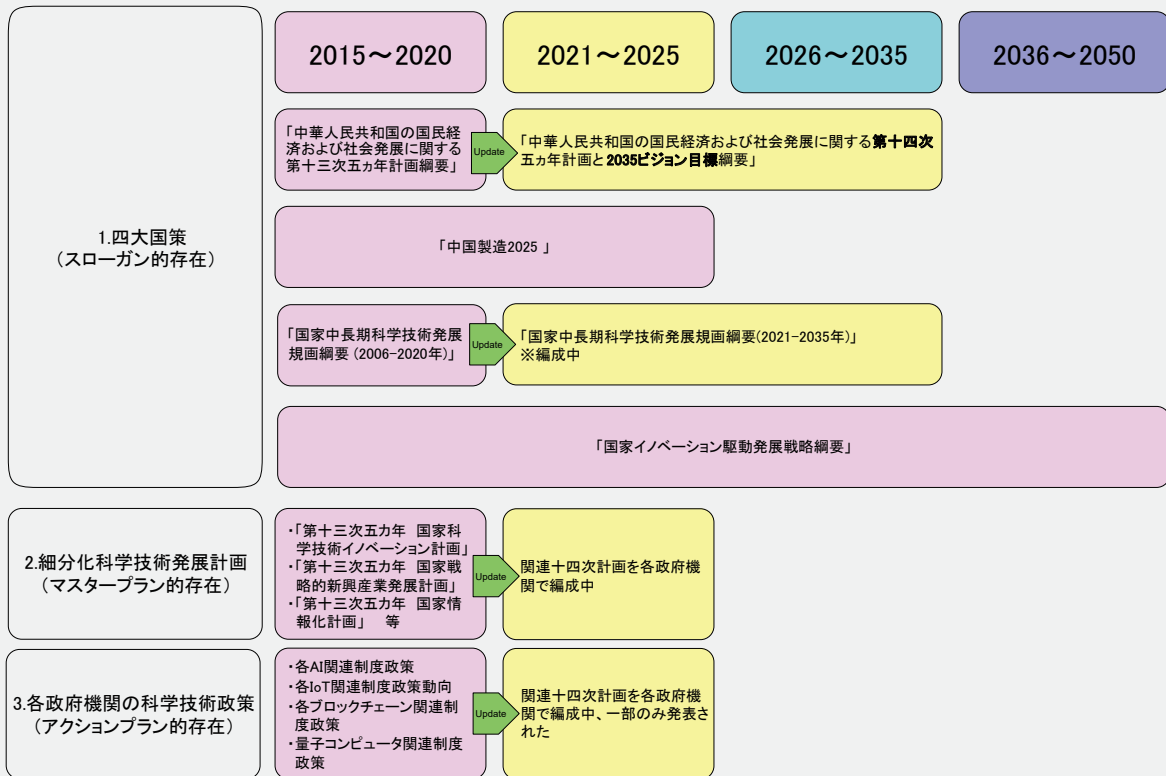 2015～2020
2021～2025
2026～2035
2036～2050
1.四大国策
（スローガン的存在）
「中華人民共和国の国民経
済および社会発展に関する
第十三次五ヵ年計画綱要」
Update
「中華人民共和国の国民経済および社会発展に関する第十四次
五ヵ年計画と2035ビジョン目標綱要」
「中国製造2025 」
「国家中長期科学技術発展
規画綱要 (2006-2020年)」
Update
「国家中長期科学技術発展規画綱要(2021-2035年)」
※編成中
「国家イノベーション駆動発展戦略綱要」
2.細分化科学技術発展計画
（マスタープラン的存在）
・「第十三次五カ年　国家科
学技術イノベーション計画」
・「第十三次五カ年　国家戦
略的新興産業発展計画」
・「第十三次五カ年　国家情
報化計画」　等
Update
関連十四次計画を各政府機
関で編成中
3.各政府機関の科学技術政策
（アクションプラン的存在）
・各AI関連制度政策
・各IoT関連制度政策動向
・各ブロックチェーン関連制
度政策
・量子コンピュータ関連制度
政策
Update
関連十四次計画を各政府機
関で編成中、一部のみ発表さ
れた